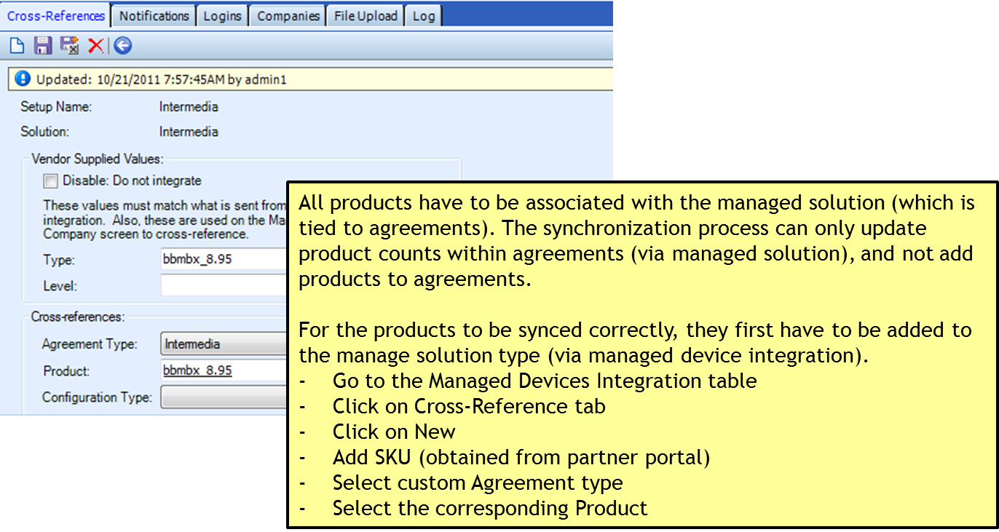 Cross-References Notifications Logins Companies File Upload Log
Updated: 10/21/2011 7:57:45AM by admin1
Setup Name: Intermedia
Solution: Intermedia
Vendor Supplied Values:
Disable: Do not integrate
These values must match what is sent from
integration. Also, these are used on the Ma
Company screen to cross-reference.
Type: bbmbx_8.95
Level:
Cross-references:
Agreement Type: Intermedia
Product: bbmbx_8.95
Configuration Type:
All products have to be associated with the managed solution (which is
tied to agreements). The synchronization process can only update
product counts within agreements (via managed solution), and not add
products to agreements.
For the products to be synced correctly, they first have to be added to
the manage solution type (via managed device integration).
- Go to the Managed Devices Integration table
- Click on Cross-Reference tab
- Click on New
- Add SKU (obtained from partner portal)
- Select custom Agreement type
- Select the corresponding Product